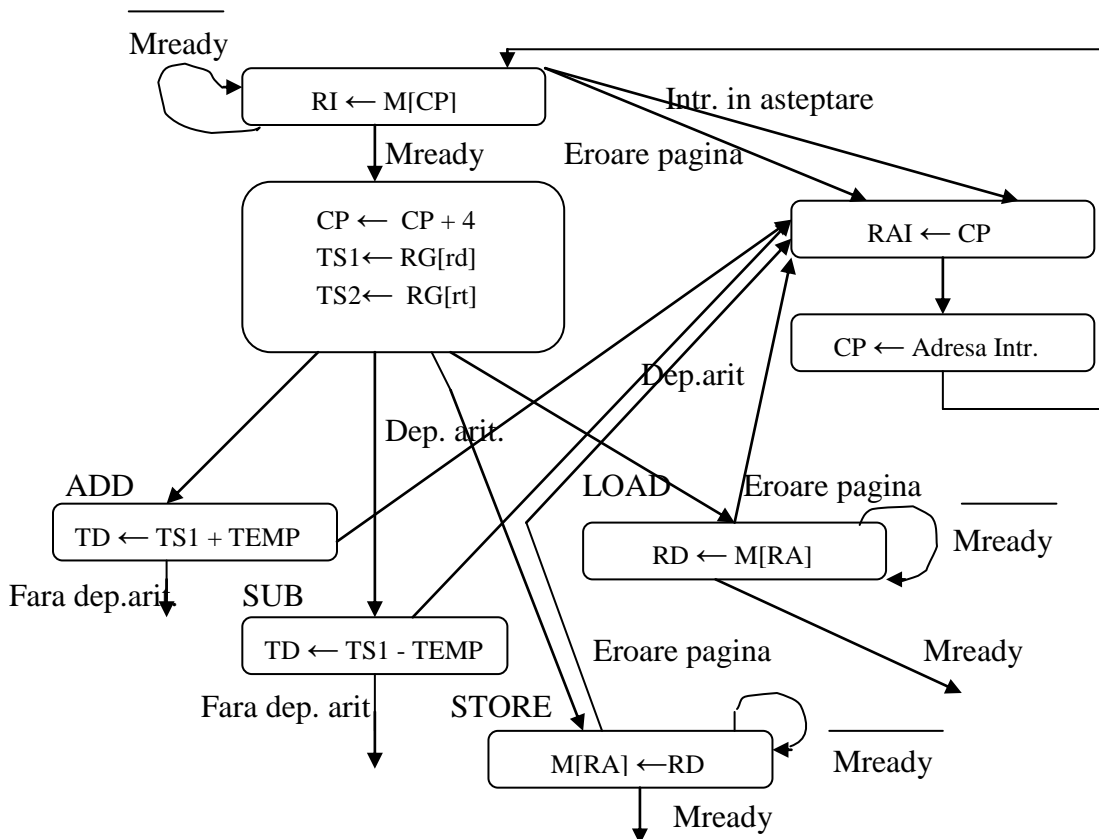 Mready
RI ← M[CP]
Intr. in asteptare
Mready
Eroare pagina
CP ← CP + 4
TS1← RG[rd]
TS2← RG[rt]
RAI ← CP
CP ← Adresa Intr.
Dep.arit
Dep. arit.
ADD
LOAD
Eroare pagina
TD ← TS1 + TEMP
RD ← M[RA]
Mready
Fara dep.arit.
SUB
TD ← TS1 - TEMP
Eroare pagina
Mready
Fara dep. arit
STORE
M[RA] ←RD
Mready
Mready